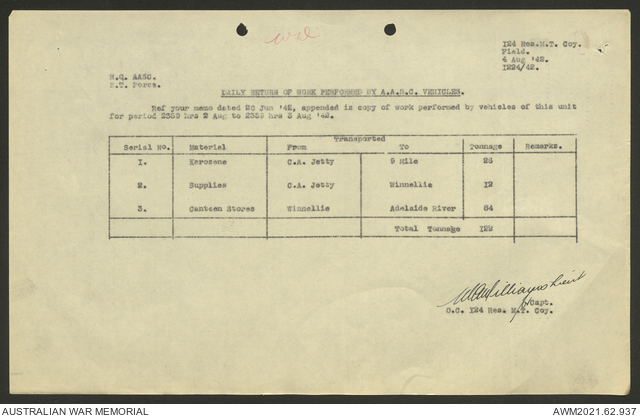 124 Res.M.T. Coy.
Field.
4 Aug '42.
1224/42.
H.Q. AASC.
N.T. Force.
DAILY RETURN OF WORK PERFORMED BY A.A.S.C. VEHICLES.
Ref your memo dated 20 Jun '42, appended is copy of work performed by vehicles of this unit
for period 2359 hrs 2 Aug to 2359 hrs 3 Aug '42.
Transported
Serial No. Material From To Tonnage Remarks.
1. Kerosene C.A. Jetty 9 Mile 26
2. Supplies C.A. Jetty Winnellie 12
3. Canteen Stores Winnellie Adelaide River 84
Total Tonnage 122
Lieut
Capt.
O.C. 124 Res. M.T. Coy.
AUSTRALIAN WAR MEMORIAL
AWM2021.62.937